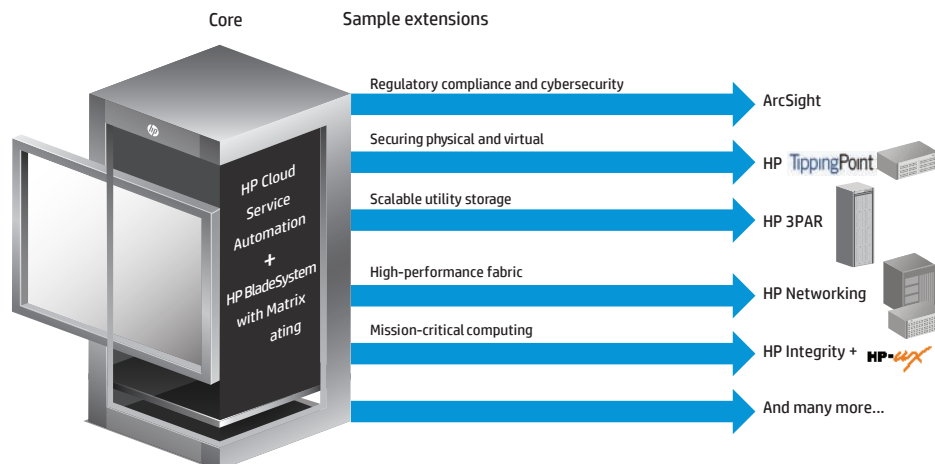 Core
Sample extensions
hp
HP Cloud
Service
Automation
+
HP BladeSystem
with Matrix
ating
Regulatory compliance and cybersecurity
ArcSight
Securing physical and virtual
HP TippingPoint
Scalable utility storage
HP 3PAR
High-performance fabric
HP Networking
Mission-critical computing
HP Integrity + HP-UX
And many more...